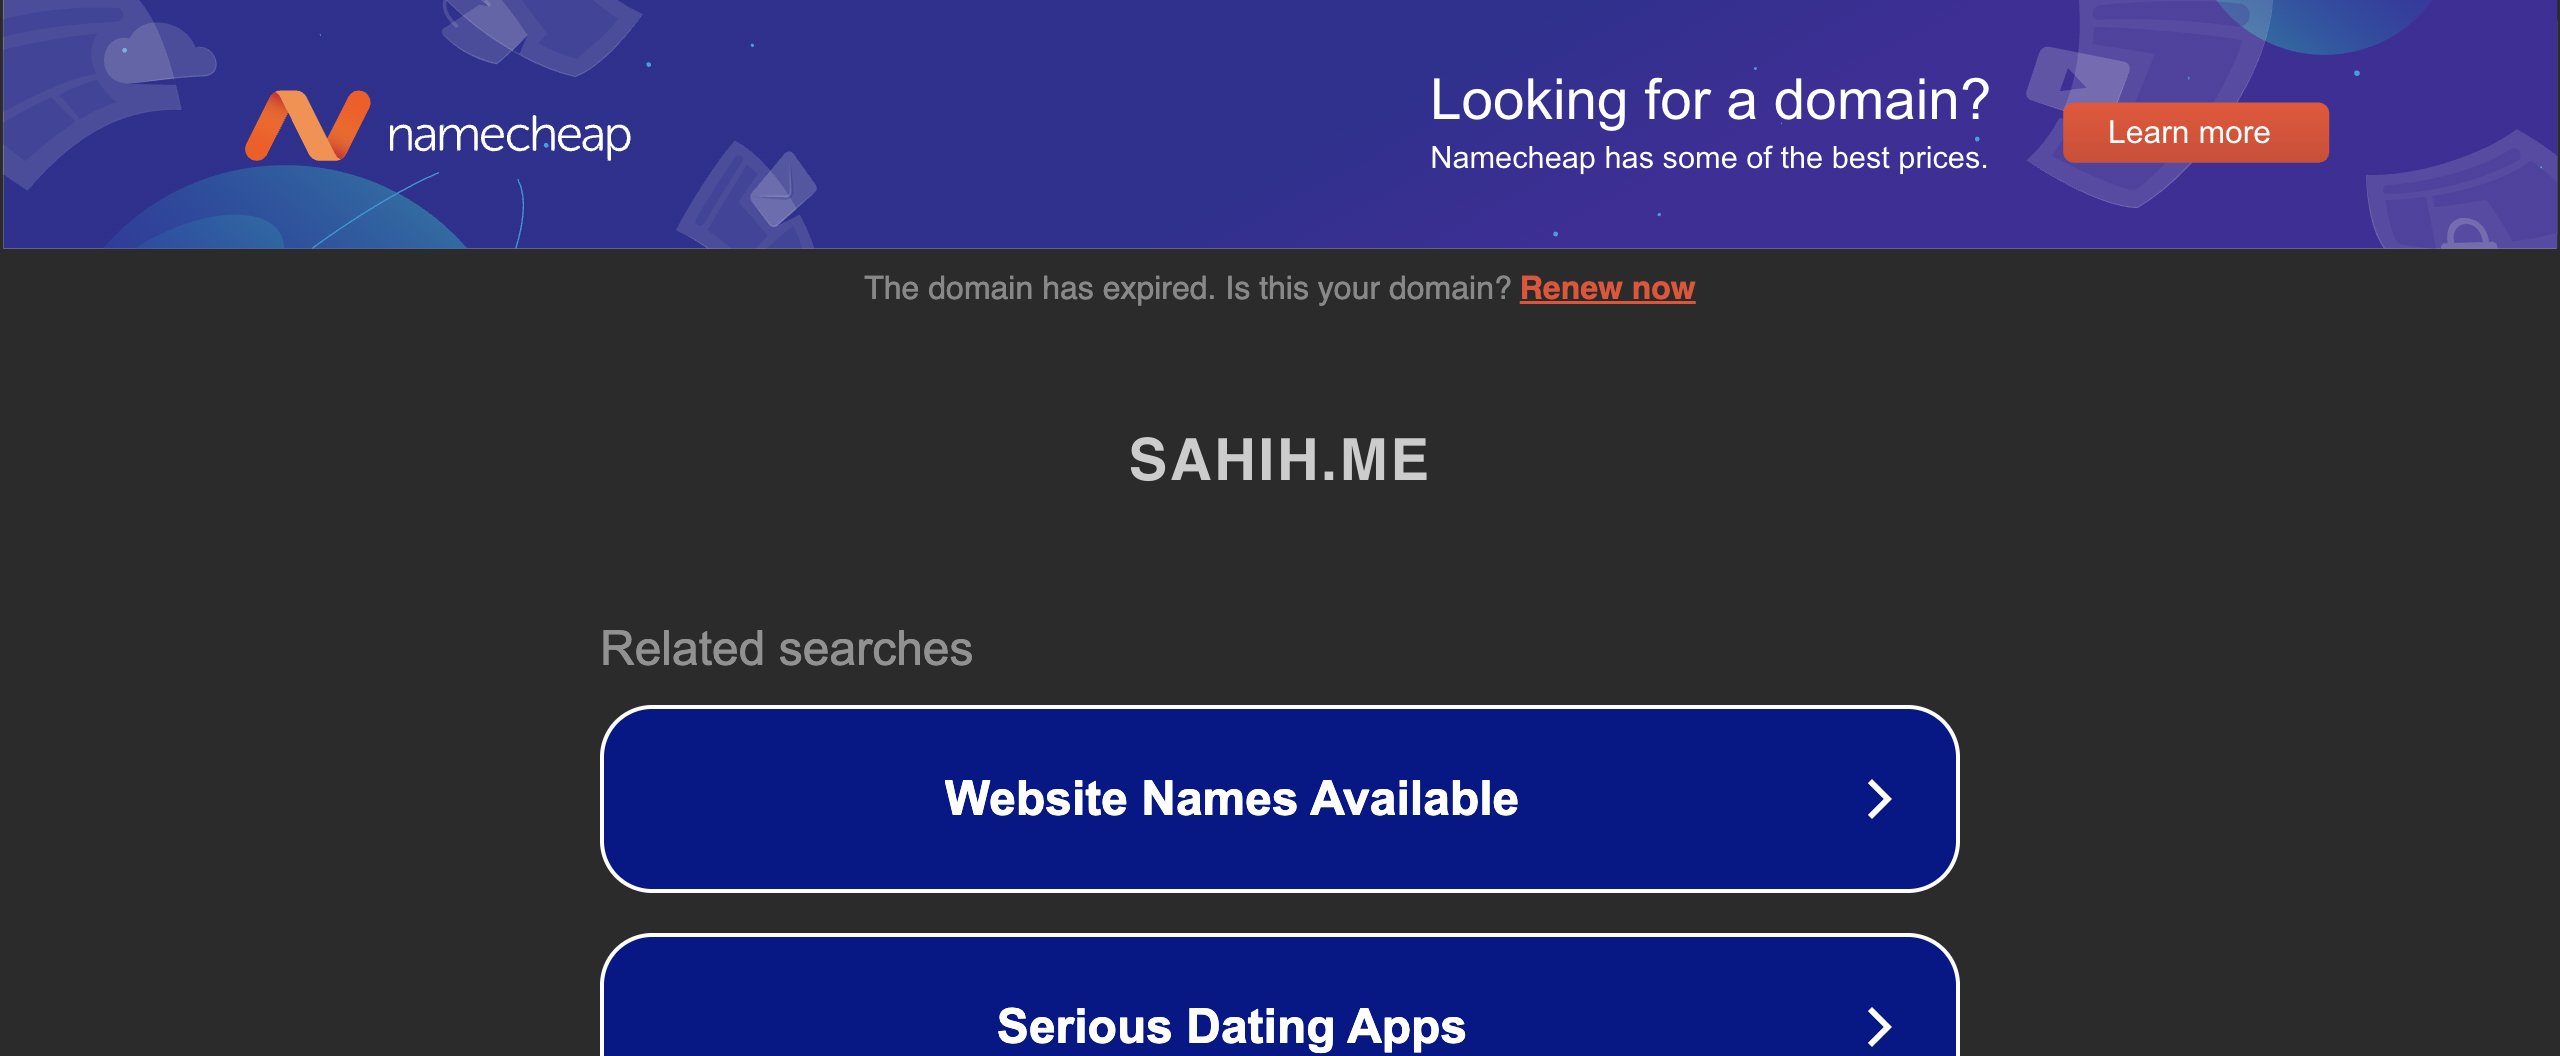 namecheap
Looking for a domain?
Namecheap has some of the best prices.
Learn more
The domain has expired. Is this your domain? Renew now
SAHIH.ME
Related searches
Website Names Available
Serious Dating Apps